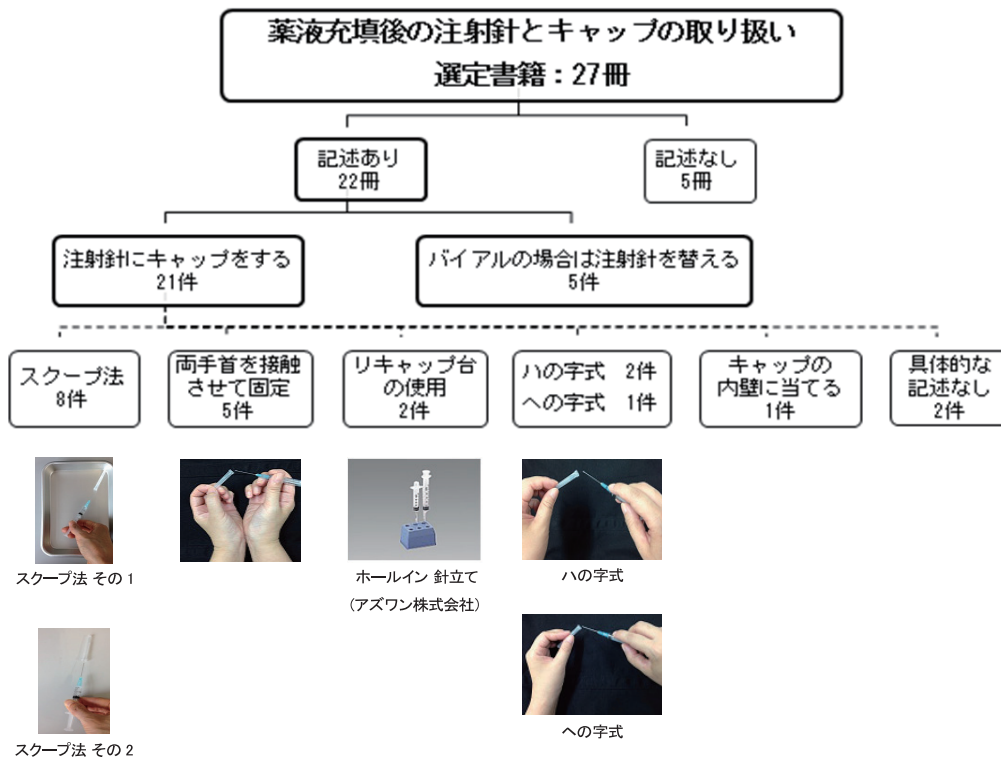 薬液充填後の注射針とキャップの取り扱い
選定書籍：27冊
記述あり
22冊
記述なし
5冊
注射針にキャップをする
21件
バイアルの場合は注射針を替える
5件
スクープ法
8件
両手首を接触
させて固定
5件
リキャップ台
の使用
2件
ハの字式　2件
への字式　1件
キャップの
内壁に当てる
1件
具体的な
記述なし
2件
スクープ法 その 1
ホールイン 針立て
（アズワン株式会社）
ハの字式
スクープ法 その 2
への字式